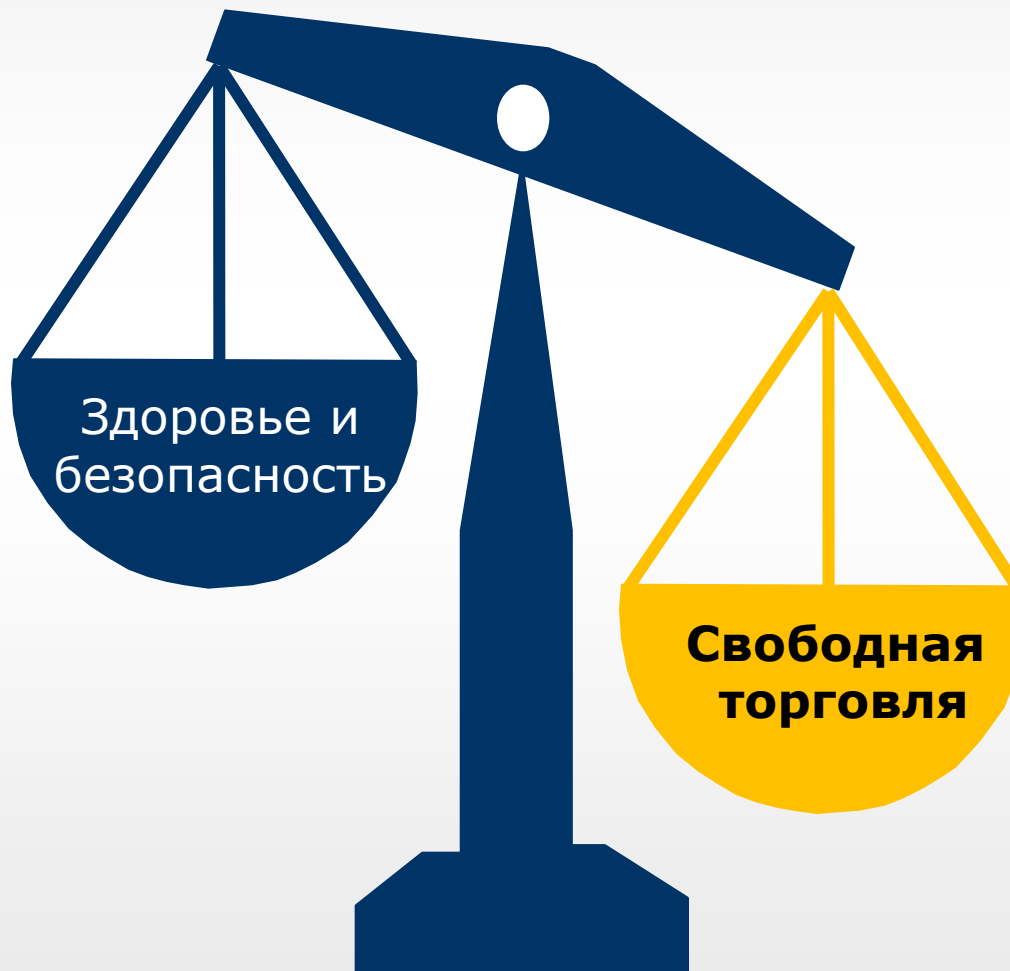 Здоровье и
безопасность
Свободная
торговля